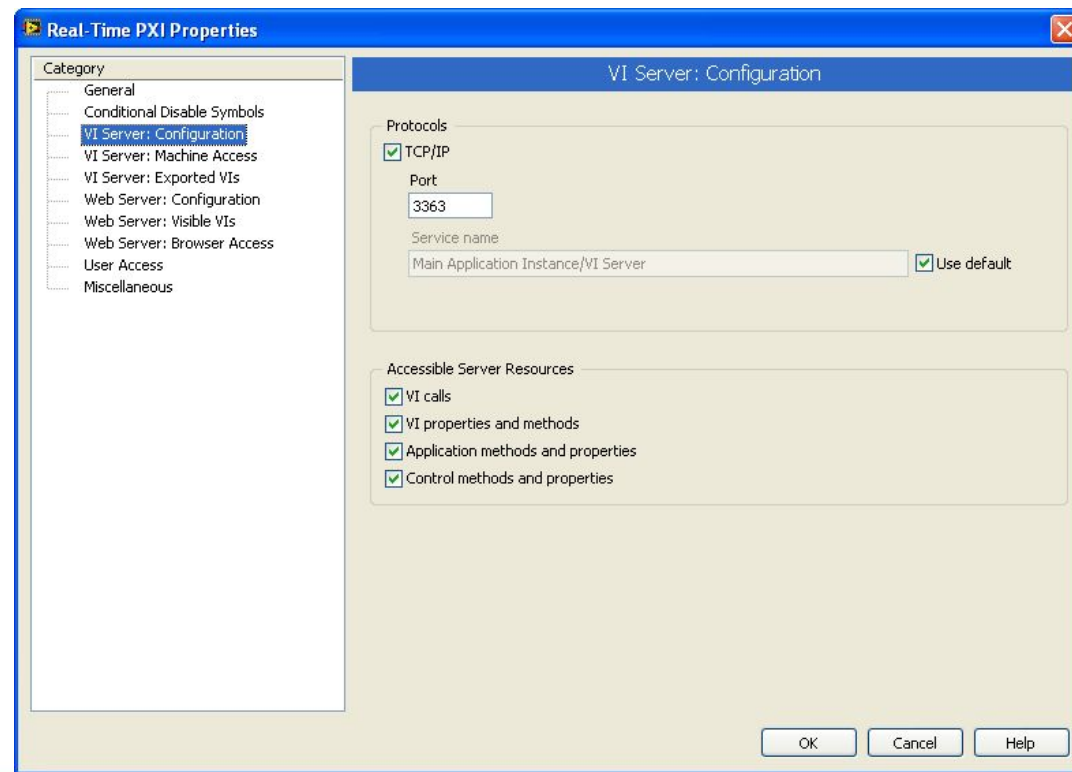 Real-Time PXI Properties
Category
General
Conditional Disable Symbols
VI Server: Configuration
VI Server: Machine Access
VI Server: Exported VIs
Web Server: Configuration
Web Server: Visible VIs
Web Server: Browser Access
User Access
Miscellaneous
VI Server: Configuration
Protocols
TCP/IP
Port
3363
Service name
Main Application Instance/VI Server
Use default
Accessible Server Resources
VI calls
VI properties and methods
Application methods and properties
Control methods and properties
OK
Cancel
Help